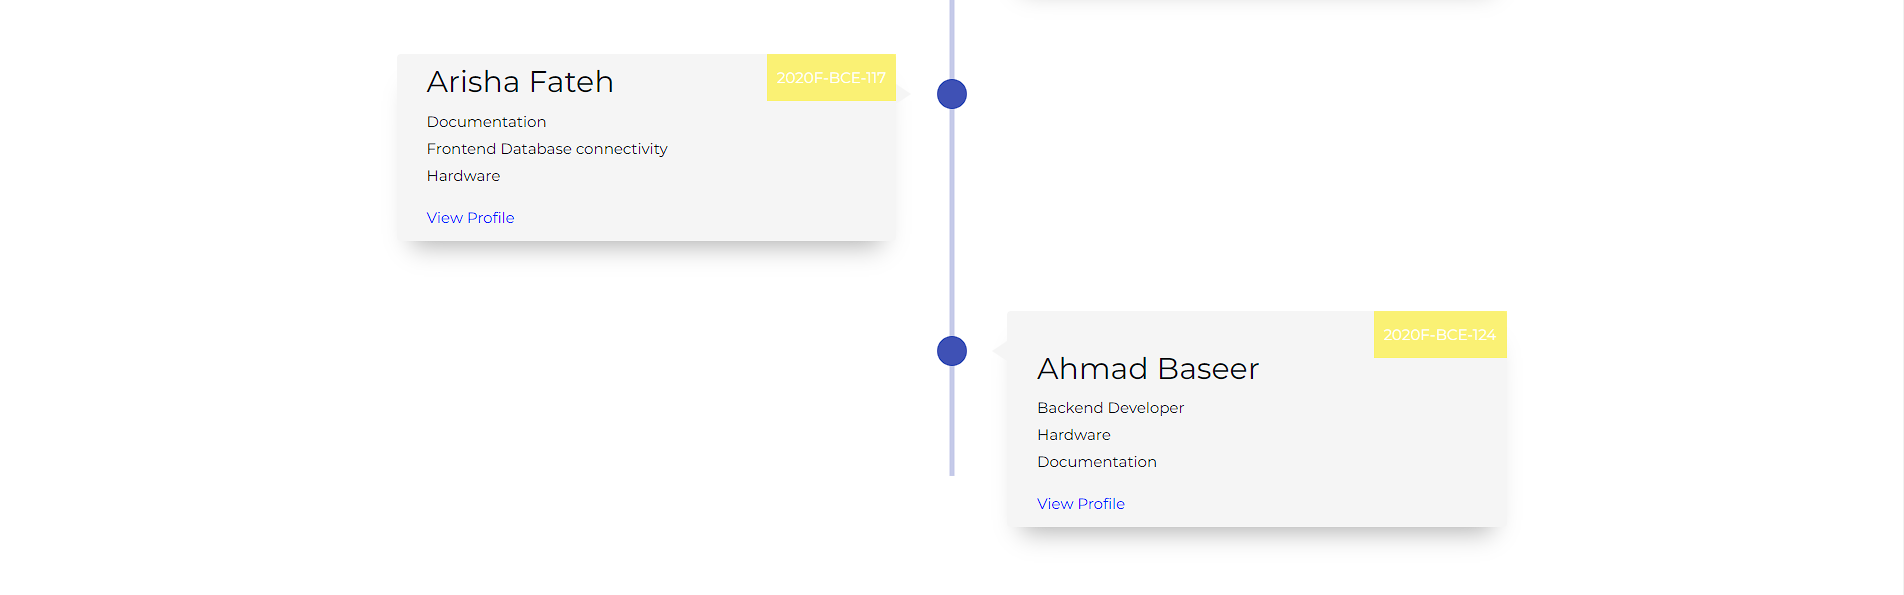 Arisha Fateh
2020F-BCE-117
Documentation
Frontend Database connectivity
Hardware
View Profile
2020F-BCE-124
Ahmad Baseer
Backend Developer
Hardware
Documentation
View Profile